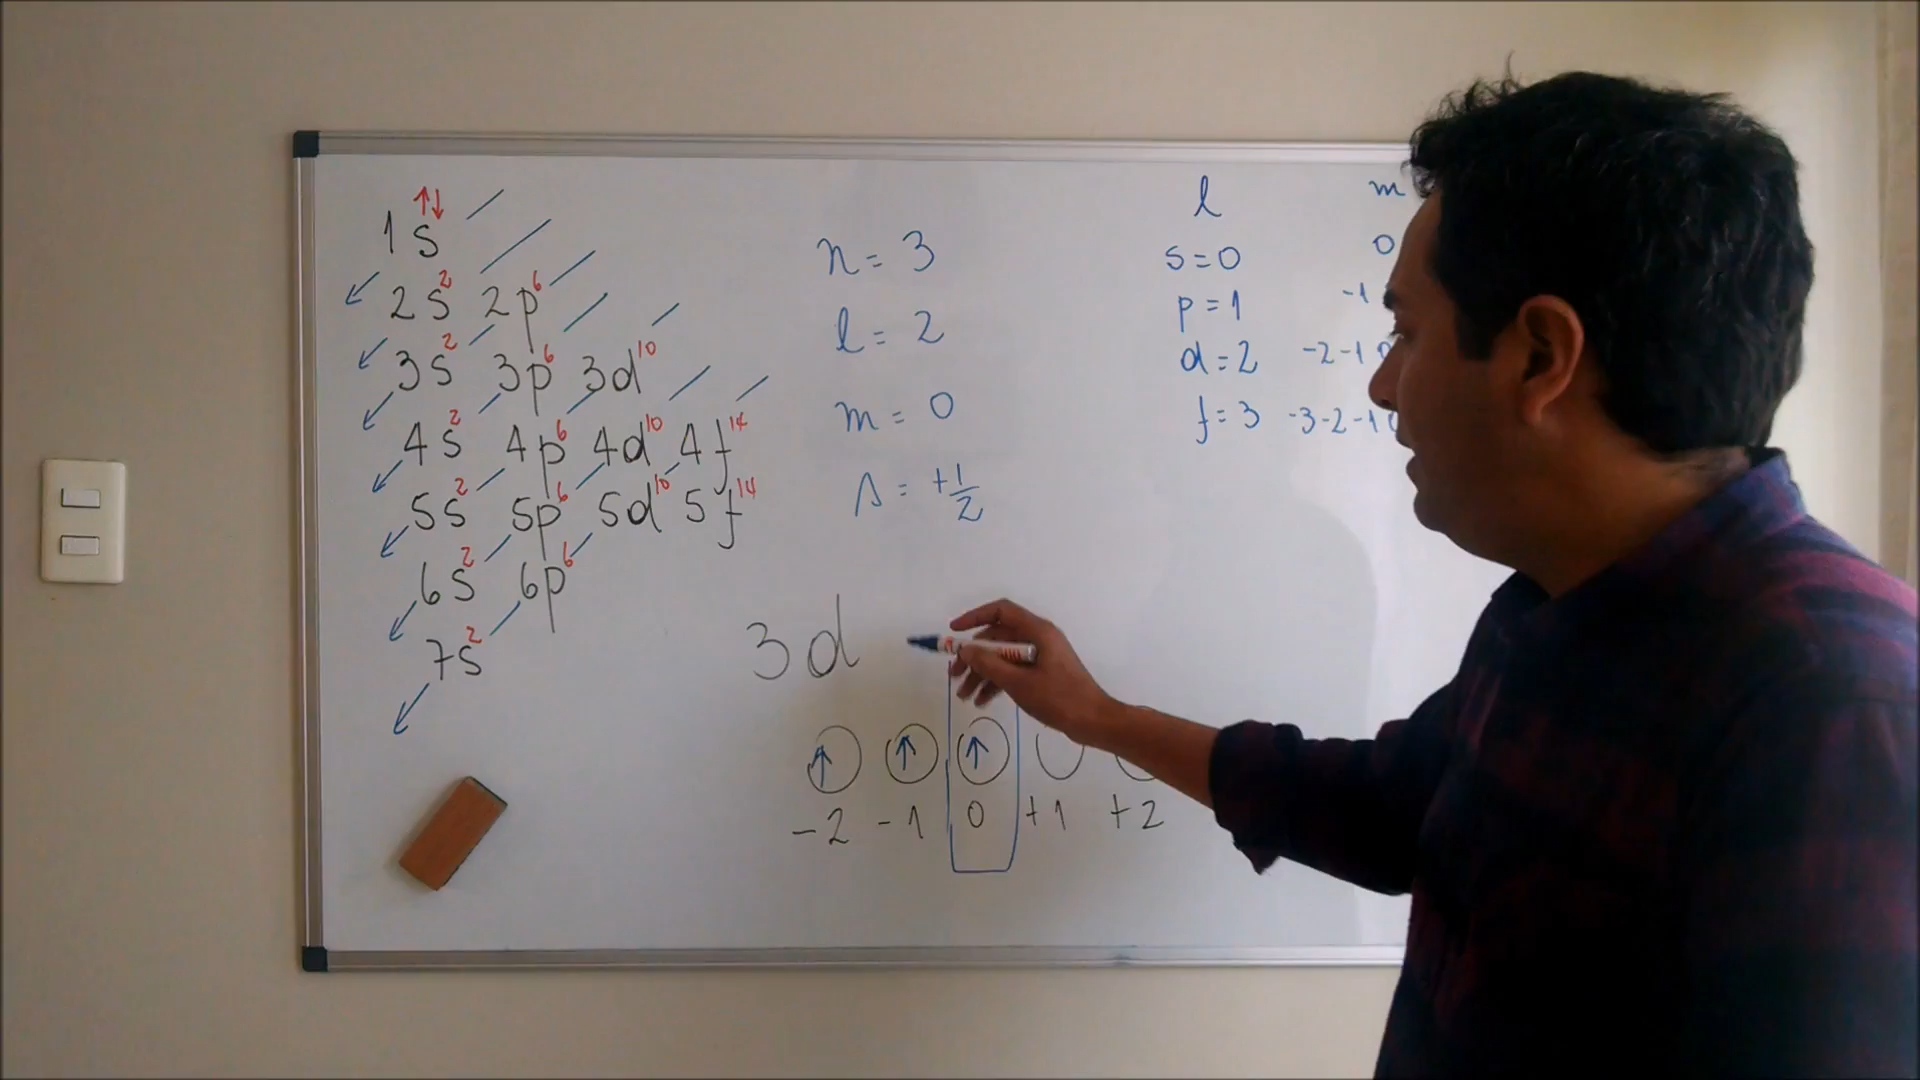 1s↑↓
2s² 2p⁶
3s² 3p⁶ 3d¹⁰
4s² 4p⁶ 4d¹⁰ 4f¹⁴
5s² 5p⁶ 5d¹⁰ 5f¹⁴
6s² 6p⁶
7s²
n = 3
l = 2
m = 0
s = +1/2
l m
s = 0 0
p = 1 -1
d = 2 -2 -1 0
f = 3 -3 -2 -1 0
3d
↑ ↑ ↑
-2 -1 0 +1 +2